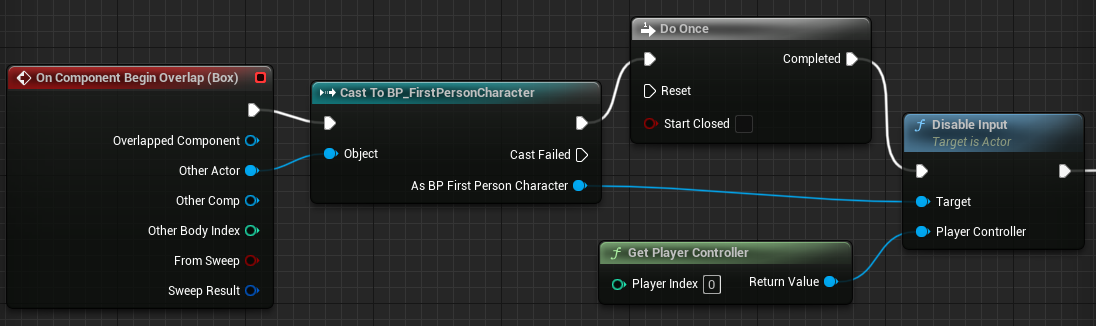 On Component Begin Overlap (Box)
Overlapped Component
Other Actor
Other Comp
Other Body Index
From Sweep
Sweep Result
Cast To BP_FirstPersonCharacter
Object
Cast Failed
As BP First Person Character
Do Once
Completed
Reset
Start Closed
Get Player Controller
Player Index 0 Return Value
f Disable Input
Target is Actor
Target
Player Controller